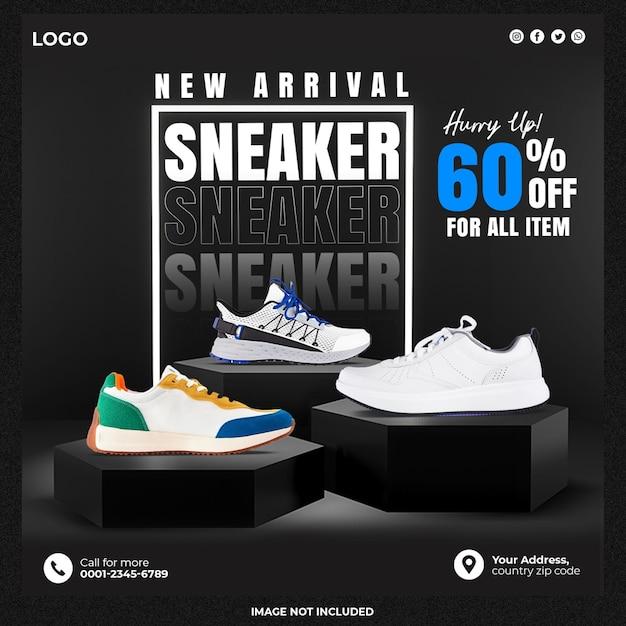 LOGO
NEW ARRIVAL
SNEAKER
SNEAKER
SNEAKER
Hurry Up!
60% OFF
FOR ALL ITEM
Call for more
0001-2345-6789
Your Address,
country zip code
IMAGE NOT INCLUDED